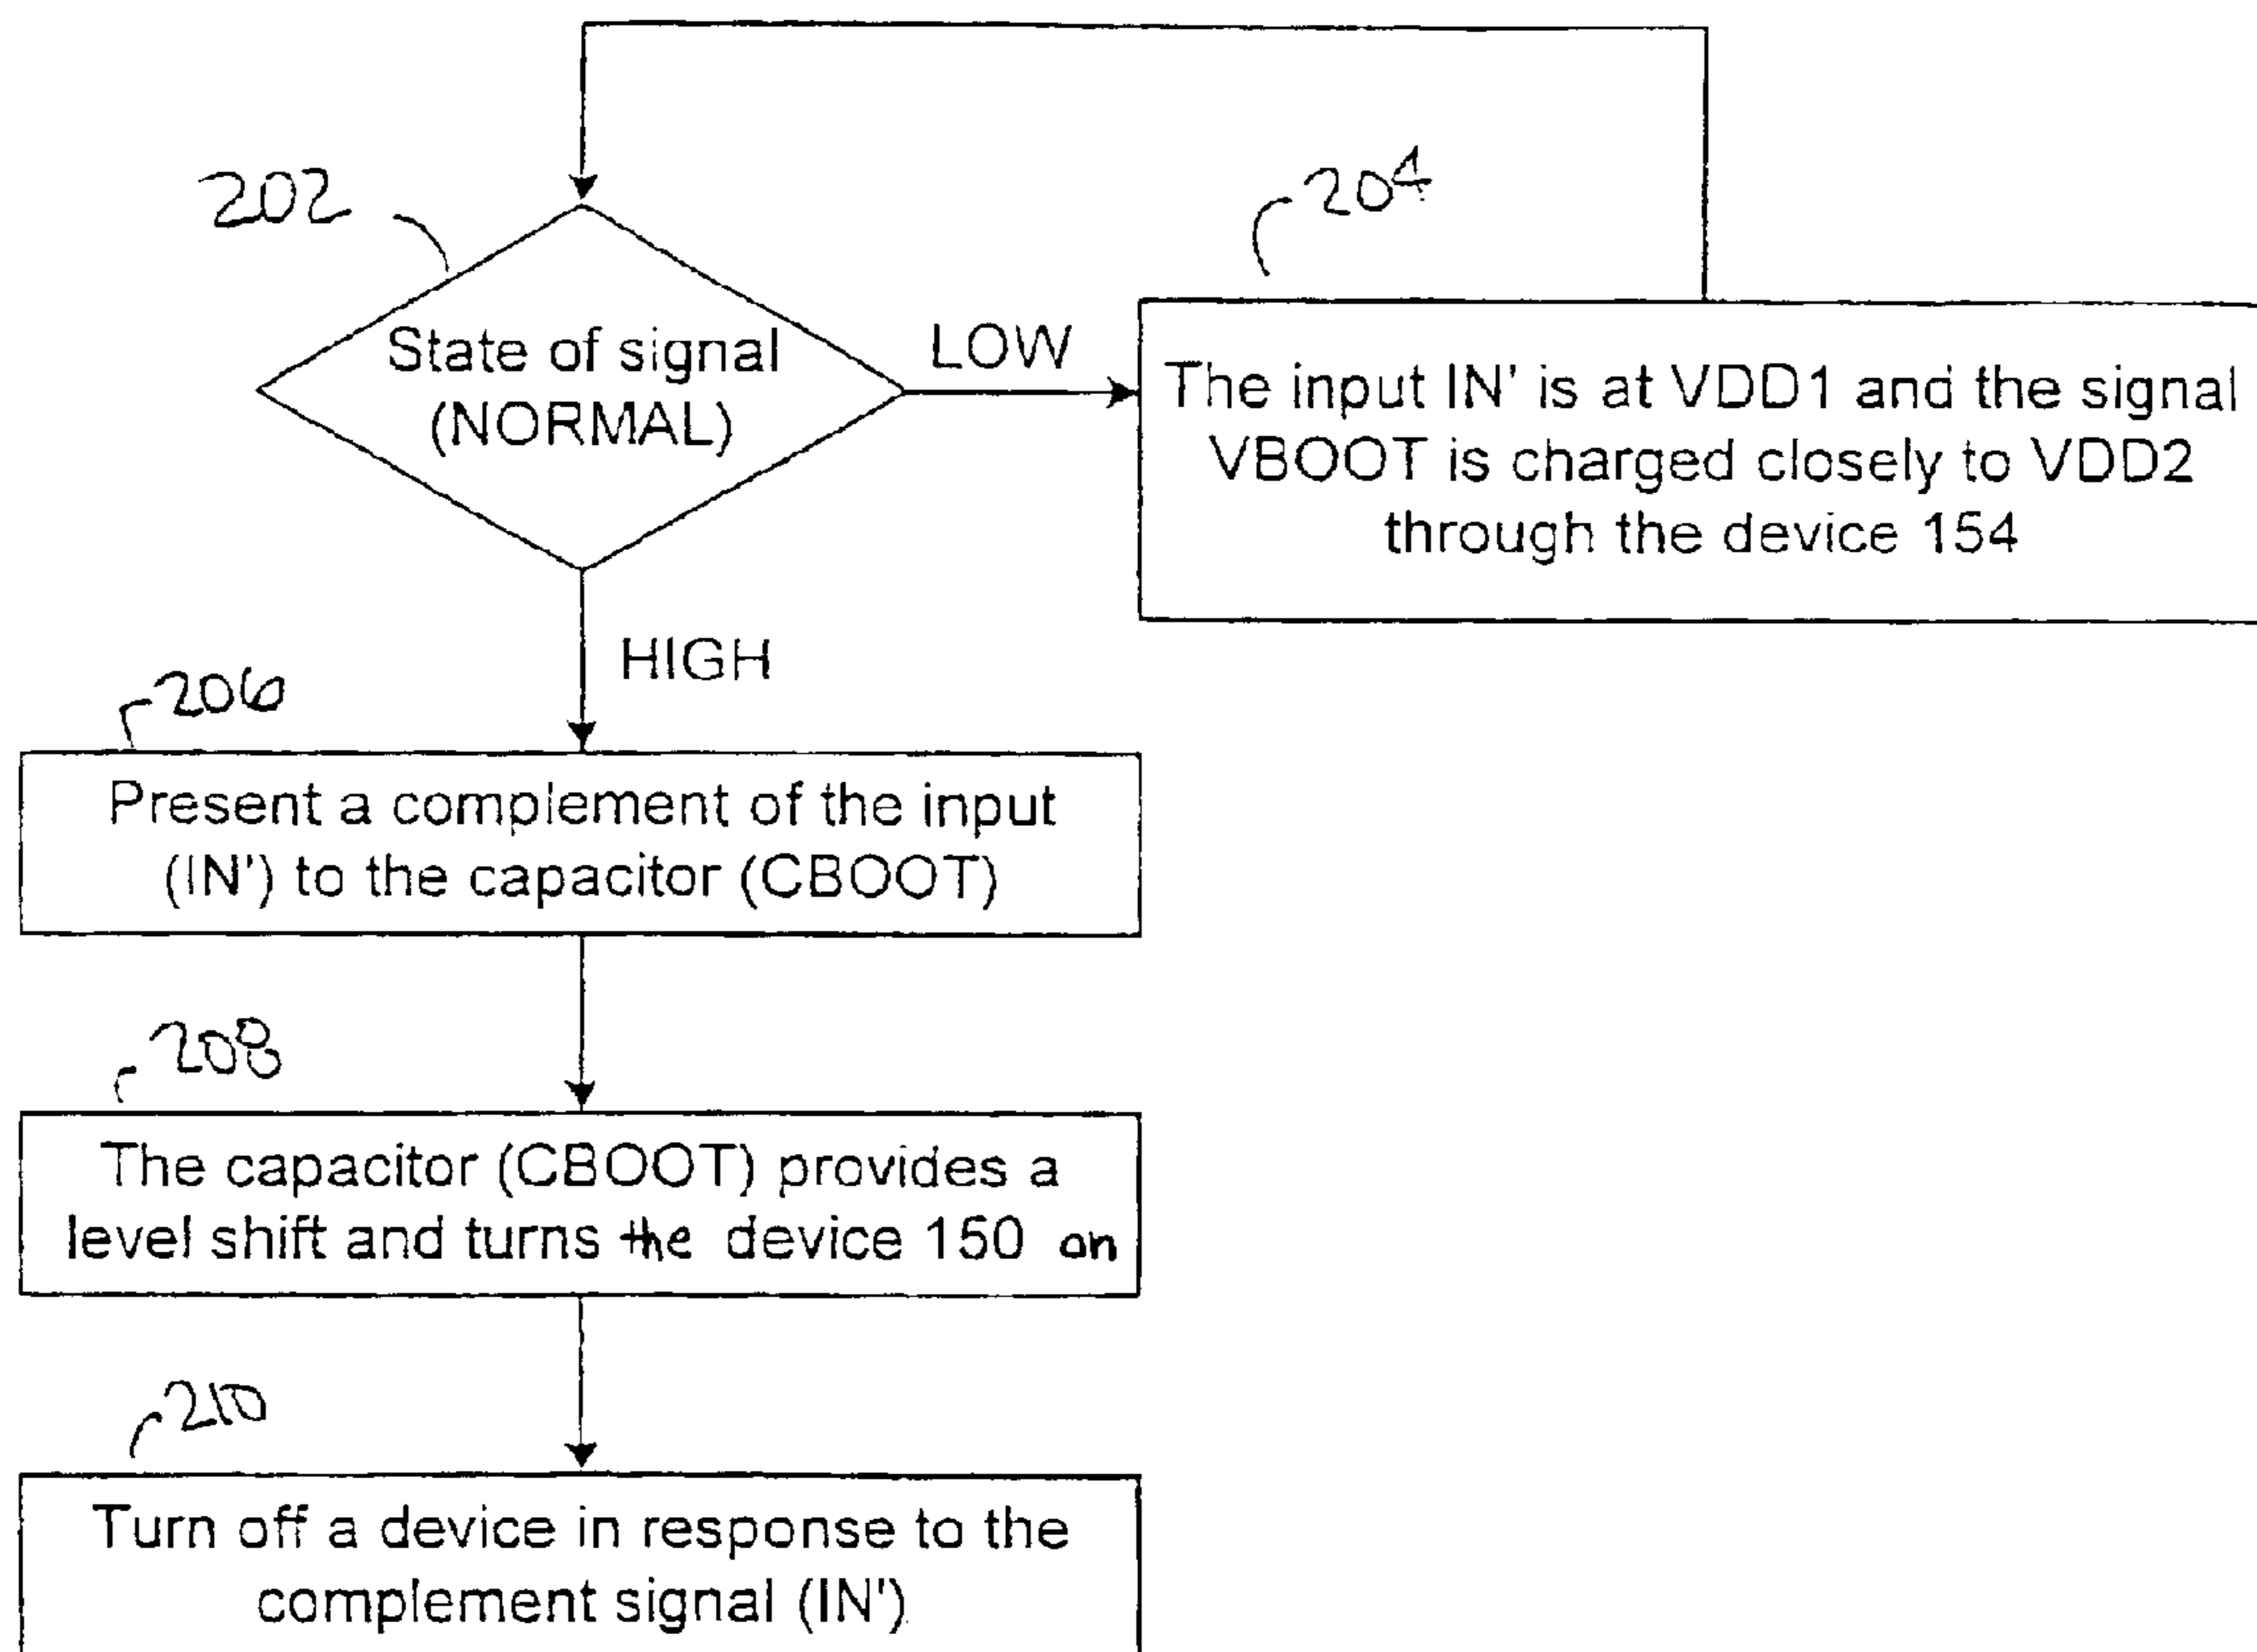 202
204
State of signal
(NORMAL)
LOW
The input IN' is at VDD1 and the signal
VBOOT is charged closely to VDD2
through the device 154
HIGH
206
Present a complement of the input
(IN') to the capacitor (CBOOT)
208
The capacitor (CBOOT) provides a
level shift and turns the device 150 on
210
Turn off a device in response to the
complement signal (IN')